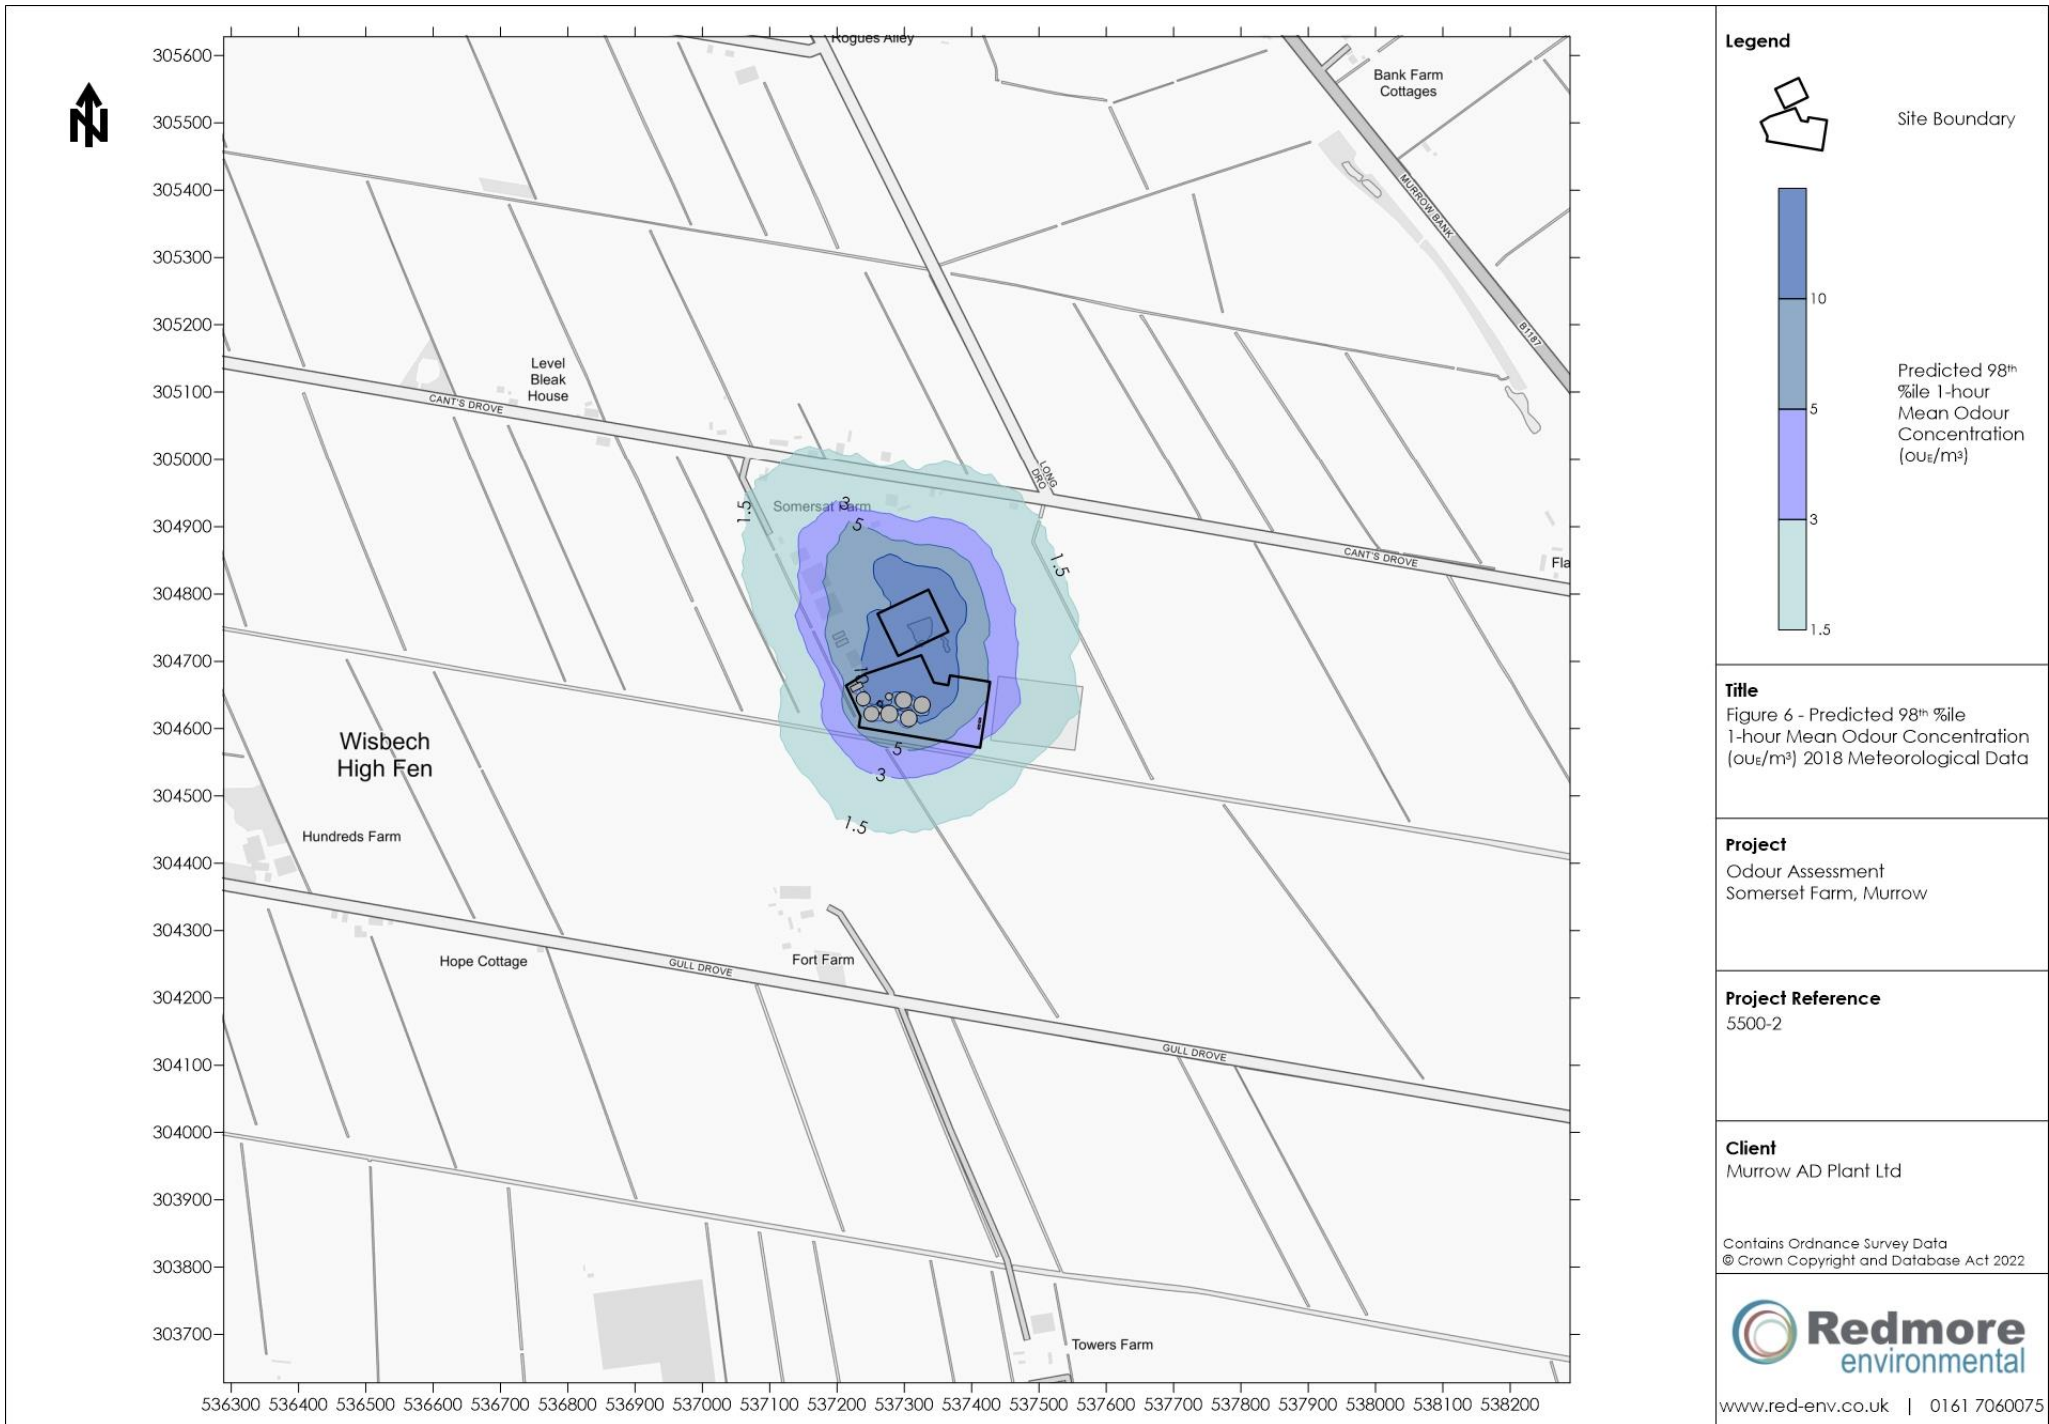 305600
305500
305400
305300
305200
305100
305000
304900
304800
304700
304600
304500
304400
304300
304200
304100
304000
303900
303800
303700
536300 536400 536500 536600 536700 536800 536900 537000 537100 537200 537300 537400 537500 537600 537700 537800 537900 538000 538100 538200
N
Rogues Alley
Bank Farm
Cottages
MURROW BANK
B1187
Level
Bleak
House
CANT'S DROVE
LONG
DRO
1.5
Somerset Farm
3
5
1.5
CANT'S DROVE
Fla
10
Wisbech
High Fen
5
3
1.5
Hundreds Farm
Hope Cottage
GULL DROVE
Fort Farm
GULL DROVE
Towers Farm
Legend
Site Boundary
10
5
3
1.5
Predicted 98th
%ile 1-hour
Mean Odour
Concentration
(ouE/m³)
Title
Figure 6 - Predicted 98th %ile
1-hour Mean Odour Concentration
(ouE/m³) 2018 Meteorological Data
Project
Odour Assessment
Somerset Farm, Murrow
Project Reference
5500-2
Client
Murrow AD Plant Ltd
Contains Ordnance Survey Data
© Crown Copyright and Database Act 2022
Redmore
environmental
www.red-env.co.uk | 0161 7060075